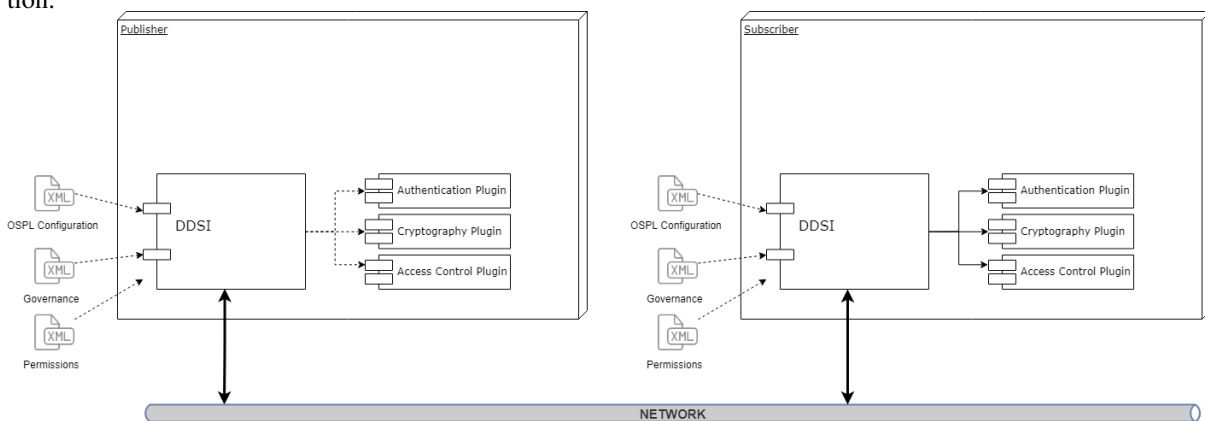 tion.
Publisher
XML
OSPL Configuration
XML
Governance
XML
Permissions
DDSI
Authentication Plugin
Cryptography Plugin
Access Control Plugin
Subscriber
XML
OSPL Configuration
XML
Governance
XML
Permissions
DDSI
Authentication Plugin
Cryptography Plugin
Access Control Plugin
NETWORK